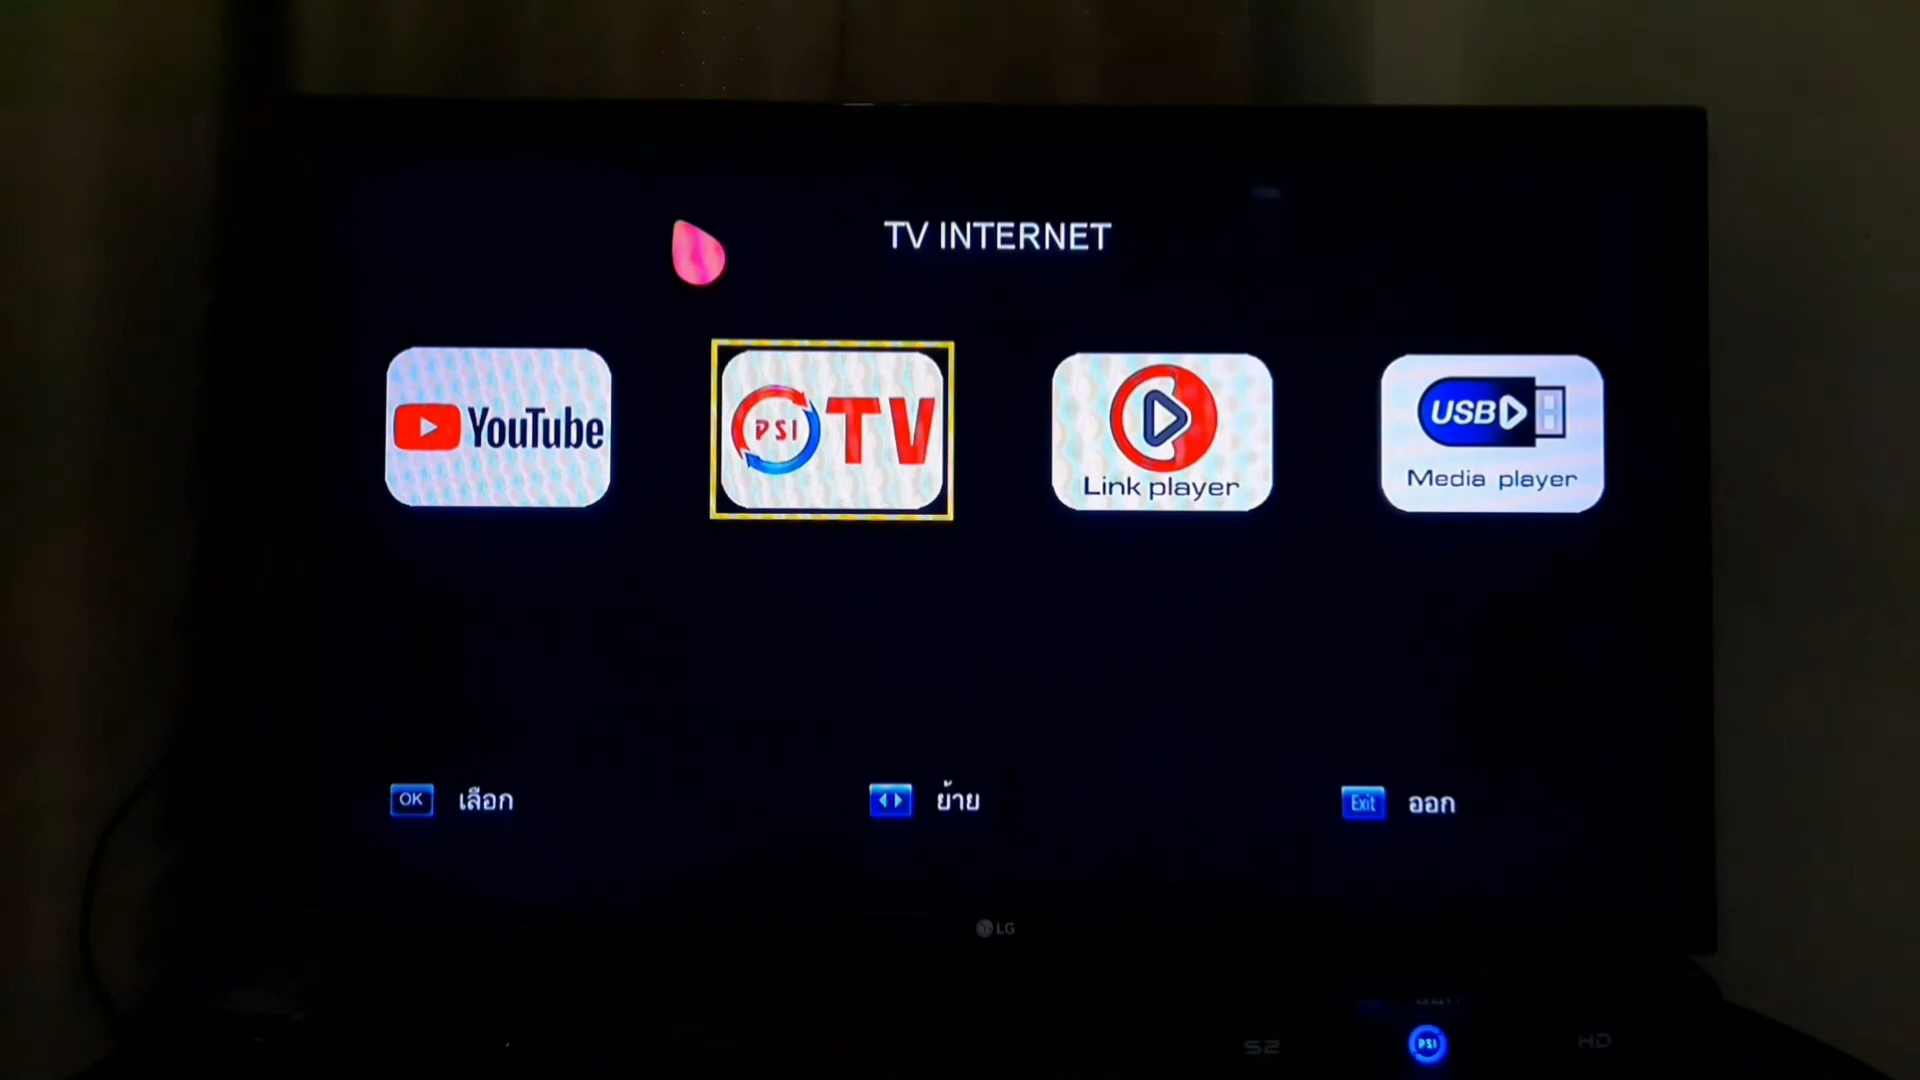 TV INTERNET
YouTube
PSI TV
Link player
USB
Media player
OK เลือก
ย้าย
Exit ออก
LG
S2
PSI
HD